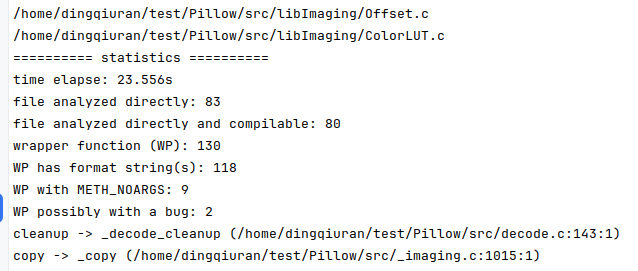 /home/dingqiuran/test/Pillow/src/libImaging/Offset.c
/home/dingqiuran/test/Pillow/src/libImaging/ColorLUT.c
========== statistics ==========
time elapse: 23.556s
file analyzed directly: 83
file analyzed directly and compilable: 80
wrapper function (WP): 130
WP has format string(s): 118
WP with METH_NOARGS: 9
WP possibly with a bug: 2
cleanup -> _decode_cleanup (/home/dingqiuran/test/Pillow/src/decode.c:143:1)
copy -> _copy (/home/dingqiuran/test/Pillow/src/_imaging.c:1015:1)